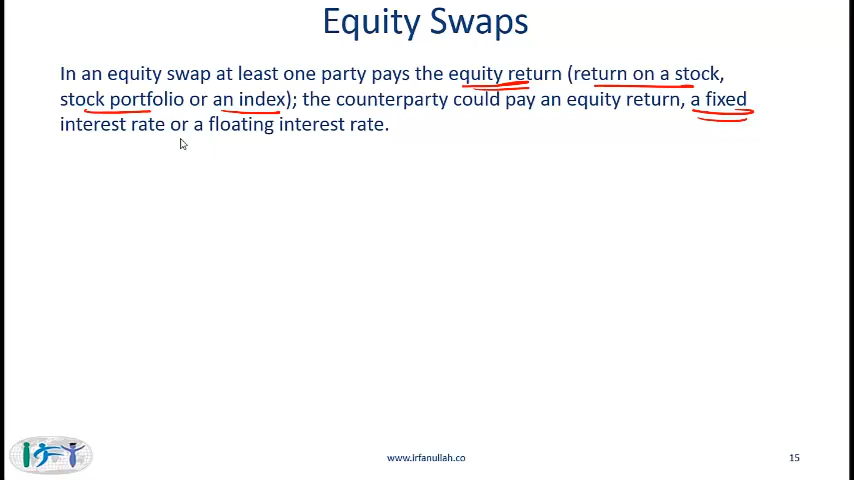 Equity Swaps
In an equity swap at least one party pays the equity return (return on a stock,
stock portfolio or an index); the counterparty could pay an equity return, a fixed
interest rate or a floating interest rate.
www.irfanullah.co
15